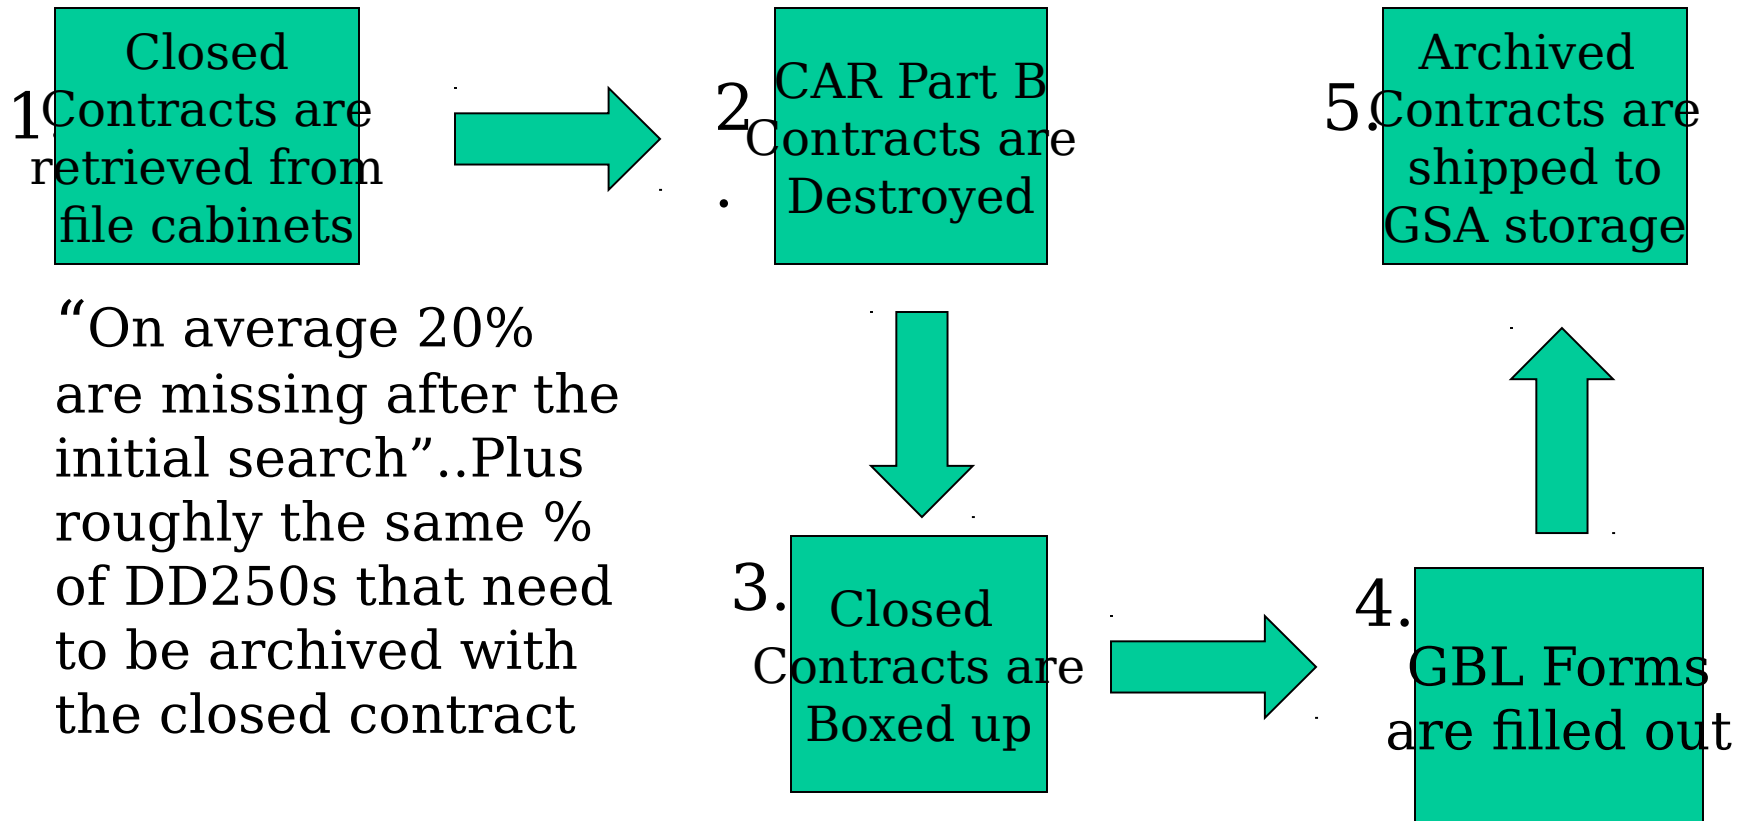 1.
Closed
Contracts are
retrieved from
file cabinets
“On average 20%
are missing after the
initial search”..Plus
roughly the same %
of DD250s that need
to be archived with
the closed contract
2
.
CAR Part B
Contracts are
Destroyed
3.
Closed
Contracts are
Boxed up
4.
GBL Forms
are filled out
5.
Archived
Contracts are
shipped to
GSA storage